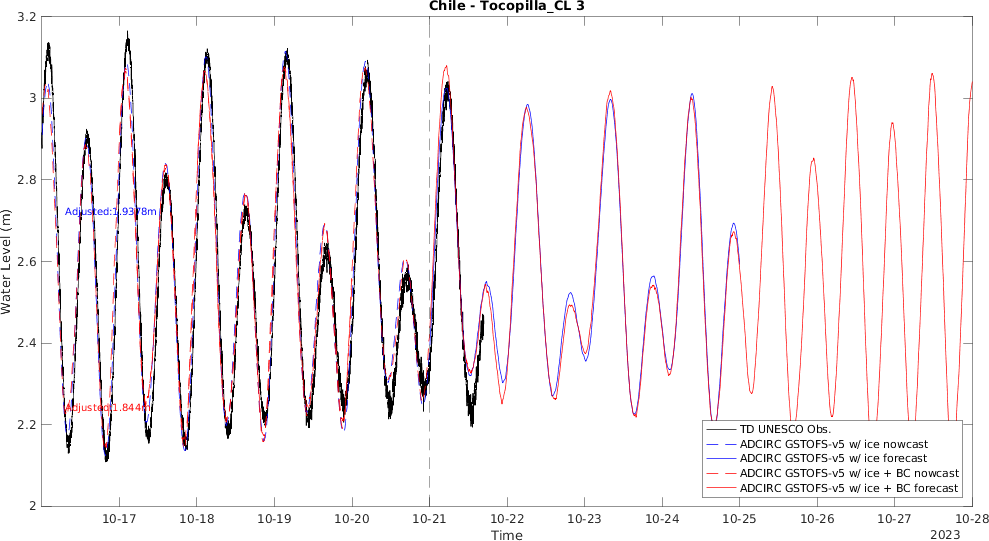 Chile - Tocopilla_CL 3
3.2
3
2.8
2.6
2.4
2.2
2
Water Level (m)
Adjusted:1.9378m
Adjusted:1.844m
TD UNESCO Obs.
ADCIRC GSTOFS-v5 w/ ice nowcast
ADCIRC GSTOFS-v5 w/ ice forecast
ADCIRC GSTOFS-v5 w/ ice + BC nowcast
ADCIRC GSTOFS-v5 w/ ice + BC forecast
10-17 10-18 10-19 10-20 10-21 10-22 10-23 10-24 10-25 10-26 10-27 10-28
Time
2023